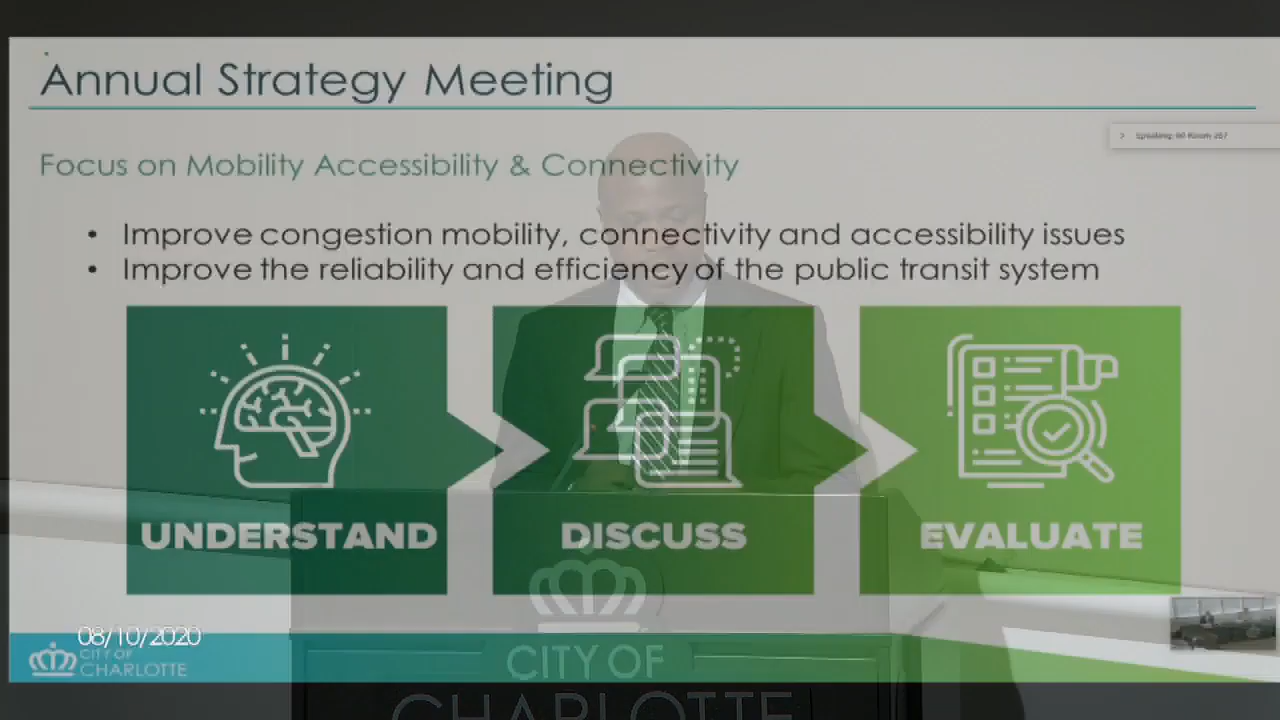 Annual Strategy Meeting
Focus on Mobility Accessibility & Connectivity
• Improve congestion mobility, connectivity and accessibility issues
• Improve the reliability and efficiency of the public transit system
UNDERSTAND
DISCUSS
EVALUATE
08/10/2020
CITY OF
CHARLOTTE
CITY OF
CHARLOTTE